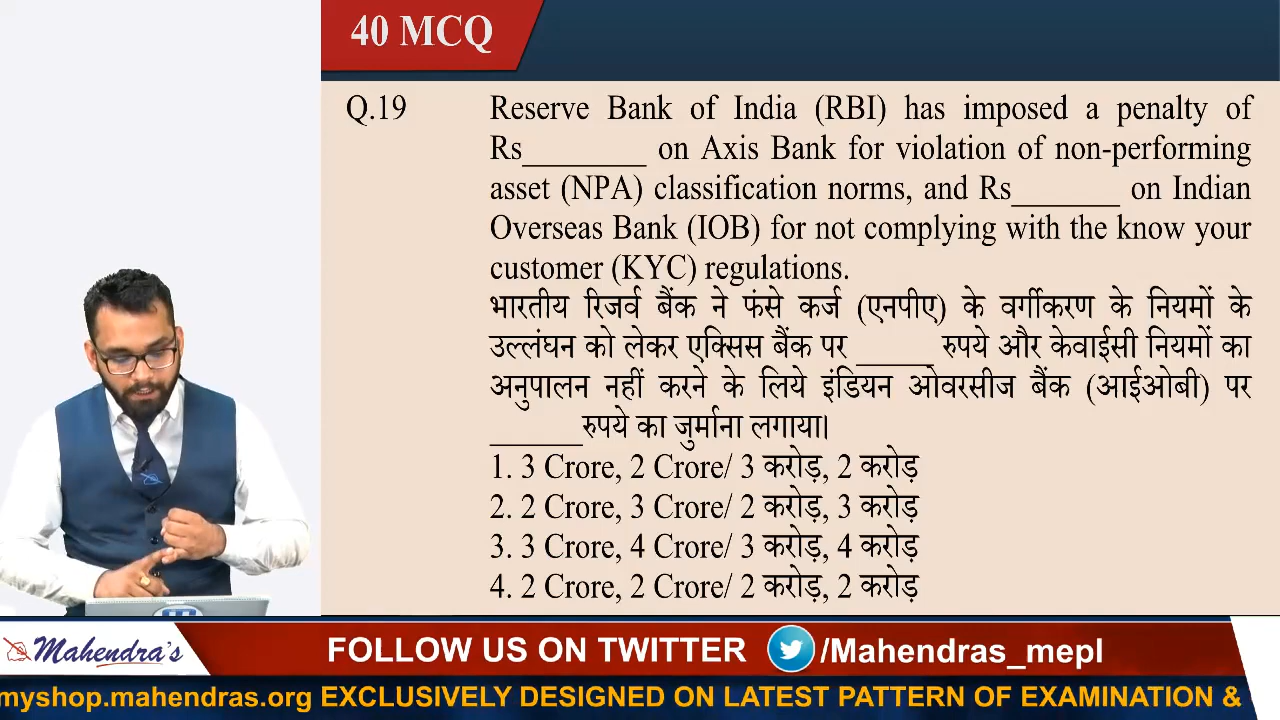 40 MCQ
Q.19 Reserve Bank of India (RBI) has imposed a penalty of
Rs________ on Axis Bank for violation of non-performing
asset (NPA) classification norms, and Rs_______ on Indian
Overseas Bank (IOB) for not complying with the know your
customer (KYC) regulations.
भारतीय रिजर्व बैंक ने फंसे कर्ज (एनपीए) के वर्गीकरण के नियमों के
उल्लंघन को लेकर एक्सिस बैंक पर _____ रुपये और केवाईसी नियमों का
अनुपालन नहीं करने के लिये इंडियन ओवरसीज बैंक (आईओबी) पर
______रुपये का जुर्माना लगाया।
1. 3 Crore, 2 Crore/ 3 करोड़, 2 करोड़
2. 2 Crore, 3 Crore/ 2 करोड़, 3 करोड़
3. 3 Crore, 4 Crore/ 3 करोड़, 4 करोड़
4. 2 Crore, 2 Crore/ 2 करोड़, 2 करोड़
Mahendra's FOLLOW US ON TWITTER /Mahendras_mepl
myshop.mahendras.org EXCLUSIVELY DESIGNED ON LATEST PATTERN OF EXAMINATION &